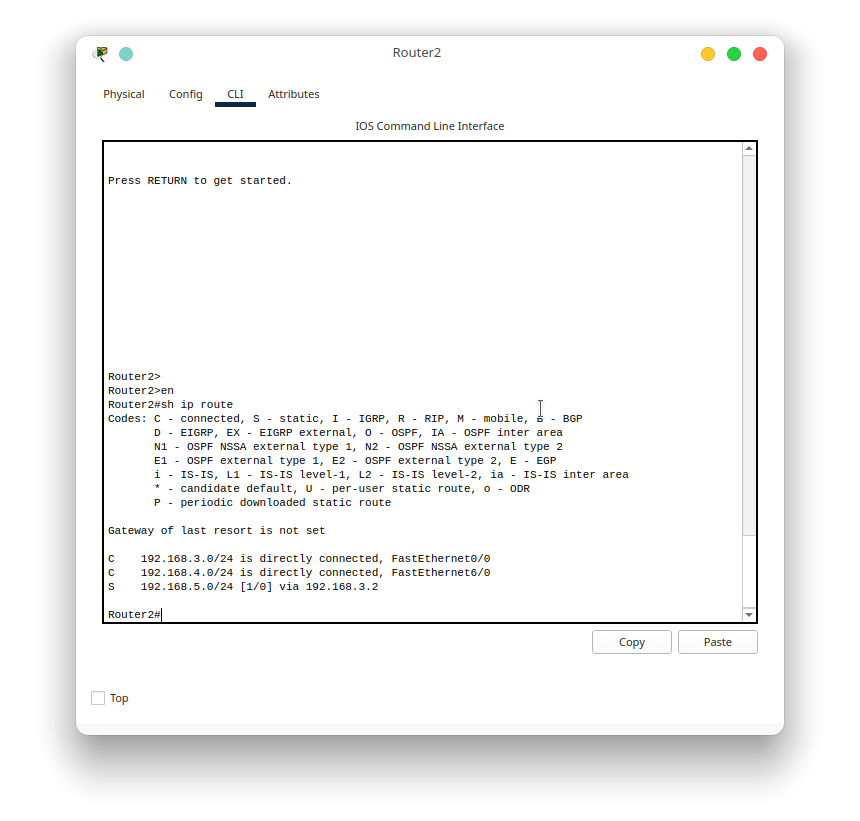 Router2
Physical Config CLI Attributes
IOS Command Line Interface
Press RETURN to get started.
Router2>
Router2>en
Router2#sh ip route
Codes: C - connected, S - static, I - IGRP, R - RIP, M - mobile, B - BGP
       D - EIGRP, EX - EIGRP external, O - OSPF, IA - OSPF inter area
       N1 - OSPF NSSA external type 1, N2 - OSPF NSSA external type 2
       E1 - OSPF external type 1, E2 - OSPF external type 2, E - EGP
       i - IS-IS, L1 - IS-IS level-1, L2 - IS-IS level-2, ia - IS-IS inter area
       * - candidate default, U - per-user static route, o - ODR
       P - periodic downloaded static route
Gateway of last resort is not set
C    192.168.3.0/24 is directly connected, FastEthernet0/0
C    192.168.4.0/24 is directly connected, FastEthernet6/0
S    192.168.5.0/24 [1/0] via 192.168.3.2
Router2#
Copy Paste
Top